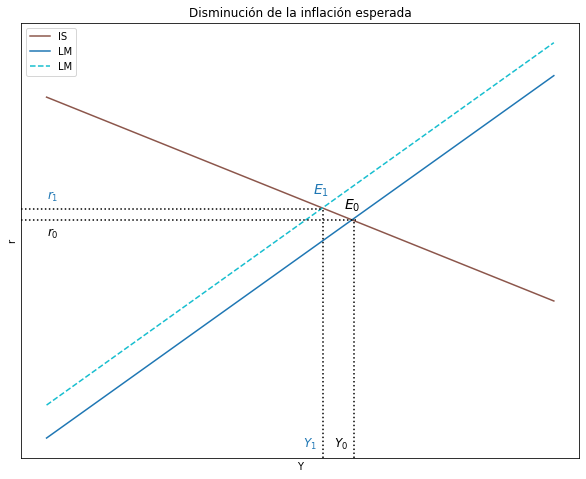 Disminución de la inflación esperada
IS
LM
LM
E₁
E₀
r₁
r₀
r
Y₁
Y₀
Y